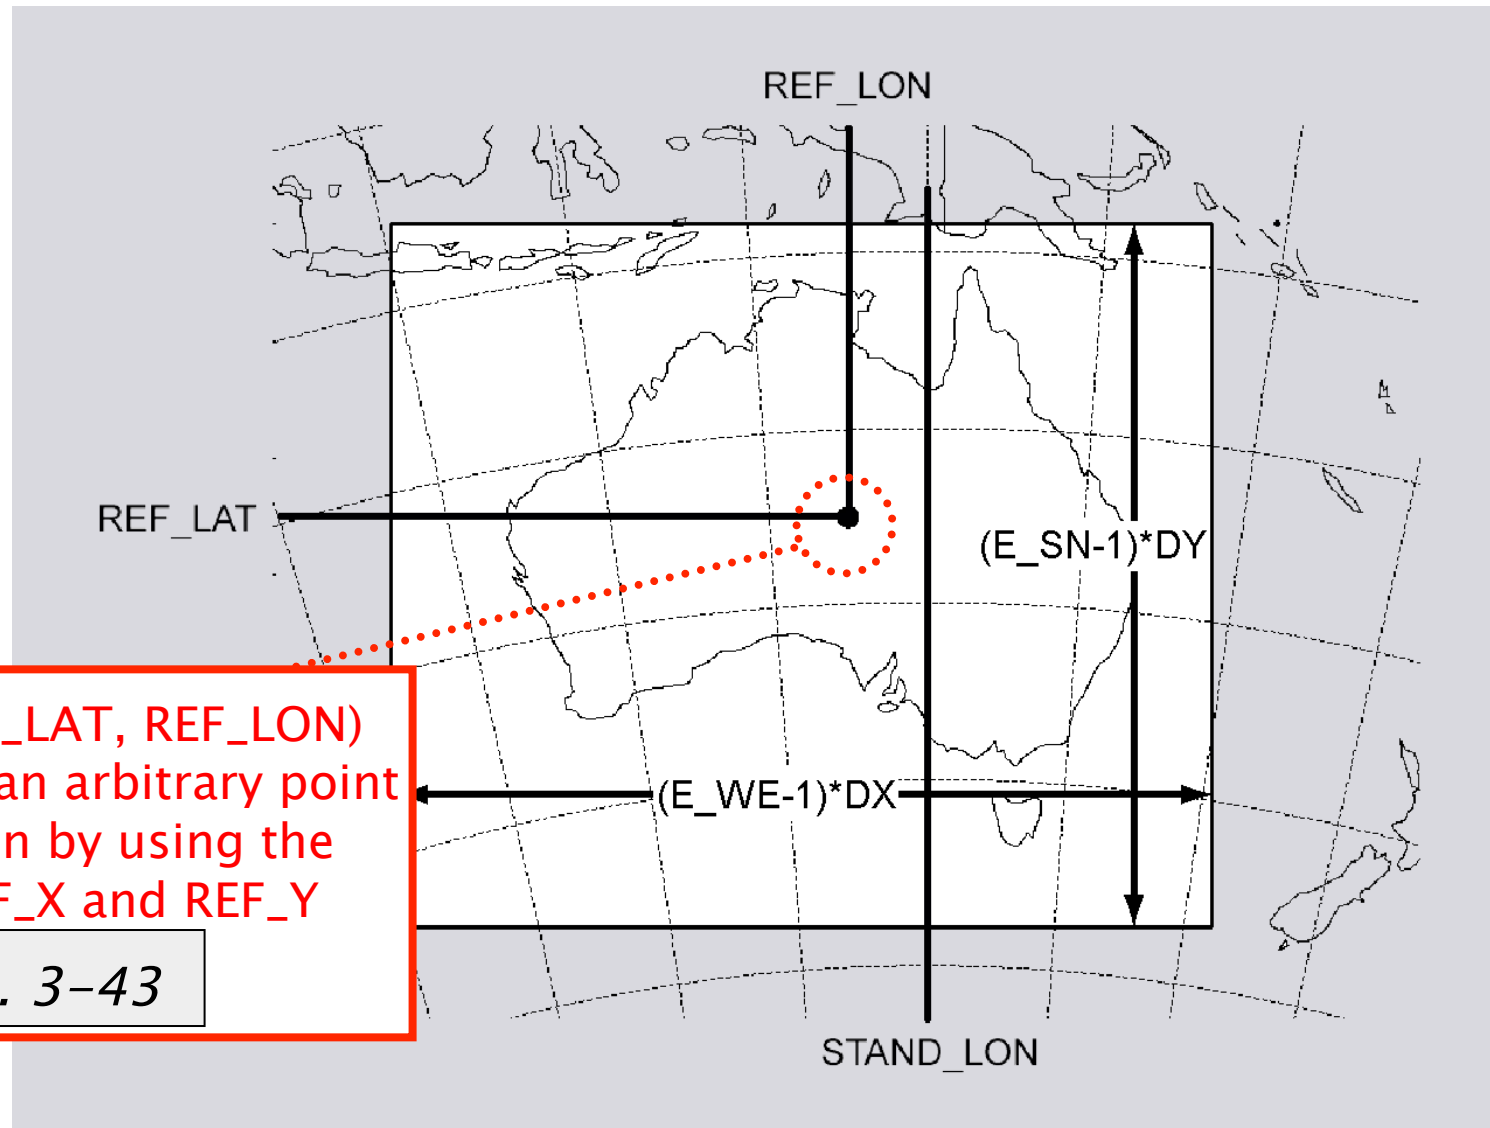 REF_LON
REF_LAT
(E_SN-1)*DY
_LAT, REF_LON)
an arbitrary point
(E_WE-1)*DX
n by using the
F_X and REF_Y
. 3-43
STAND_LON